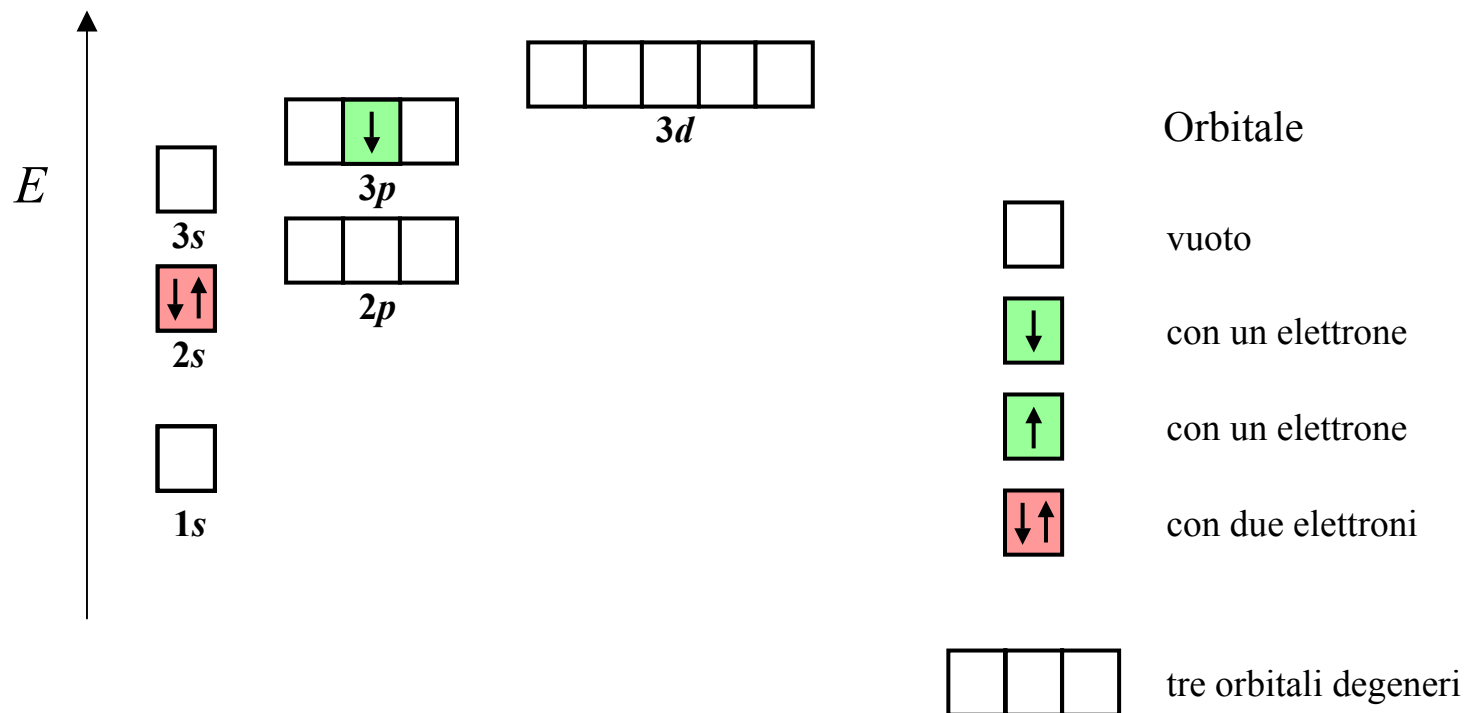 E
3d
3p
3s
2p
2s
1s
Orbitale
vuoto
con un elettrone
con un elettrone
con due elettroni
tre orbitali degeneri